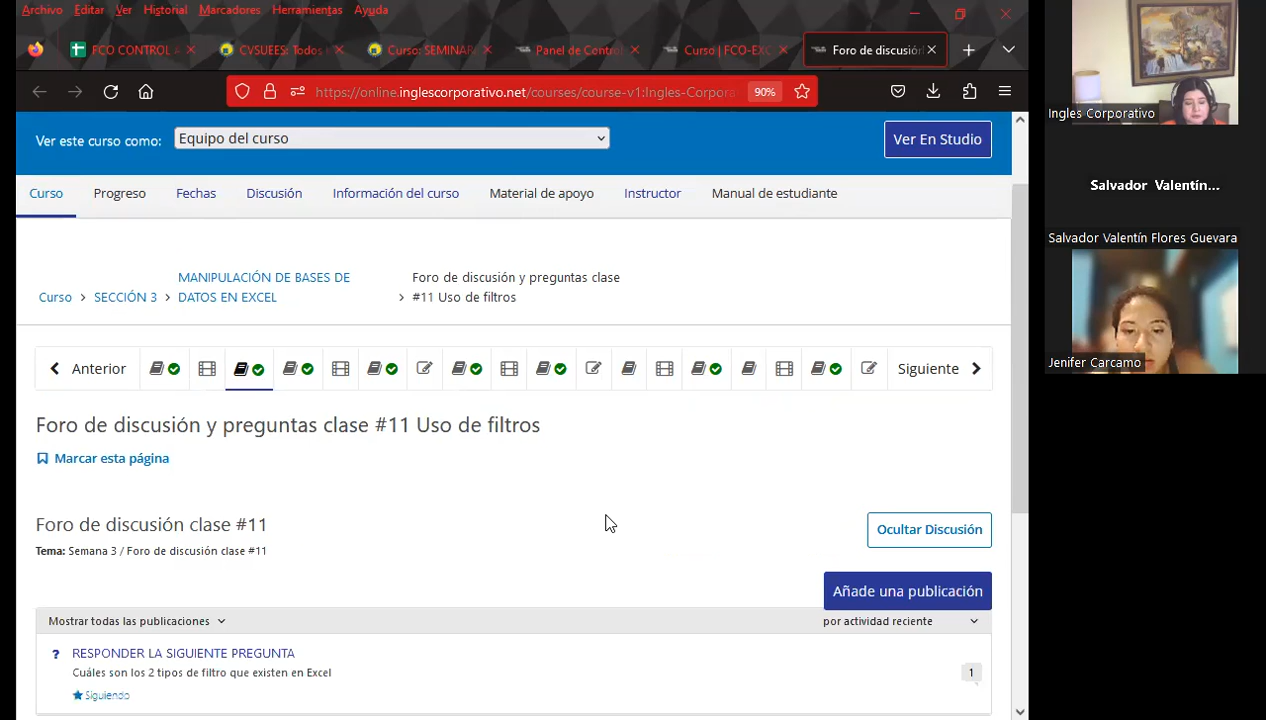 Archivo Editar Ver Historial Marcadores Herramientas Ayuda
FCO CONTROL A
CVSUEES: Todos l
Curso: SEMINAR
Panel de Contro
Curso | FCO-EXC
Foro de discusión
https://online.inglescorporativo.net/courses/course-v1:Ingles-Corpora
90%
Ver este curso como:
Equipo del curso
Ver En Studio
Curso
Progreso
Fechas
Discusión
Información del curso
Material de apoyo
Instructor
Manual de estudiante
Curso > SECCIÓN 3 > MANIPULACIÓN DE BASES DE
DATOS EN EXCEL
> Foro de discusión y preguntas clase
#11 Uso de filtros
Anterior
Siguiente
Foro de discusión y preguntas clase #11 Uso de filtros
Marcar esta página
Foro de discusión clase #11
Tema: Semana 3 / Foro de discusión clase #11
Ocultar Discusión
Añade una publicación
Mostrar todas las publicaciones
por actividad reciente
? RESPONDER LA SIGUIENTE PREGUNTA
Cuáles son los 2 tipos de filtro que existen en Excel
1
Siguiendo
Ingles Corporativo
Salvador Valentín...
Salvador Valentín Flores Guevara
Jenifer Carcamo